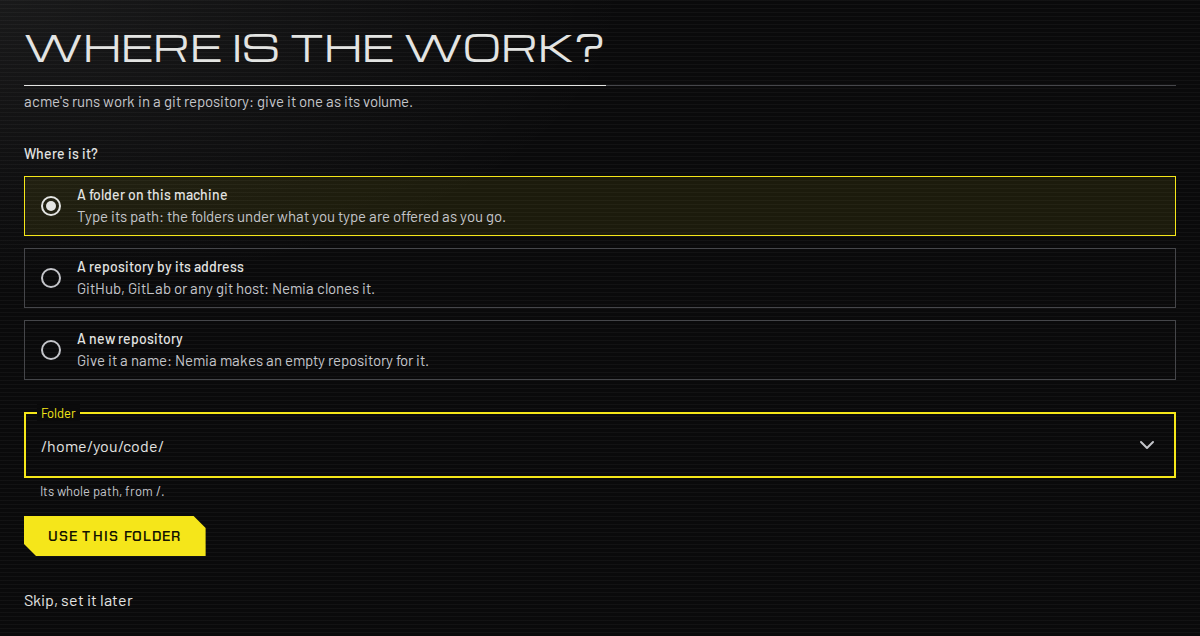 WHERE IS THE WORK?
acme's runs work in a git repository: give it one as its volume.
Where is it?
A folder on this machine
Type its path: the folders under what you type are offered as you go.
A repository by its address
GitHub, GitLab or any git host: Nemia clones it.
A new repository
Give it a name: Nemia makes an empty repository for it.
Folder
/home/you/code/
Its whole path, from /.
USE THIS FOLDER
Skip, set it later